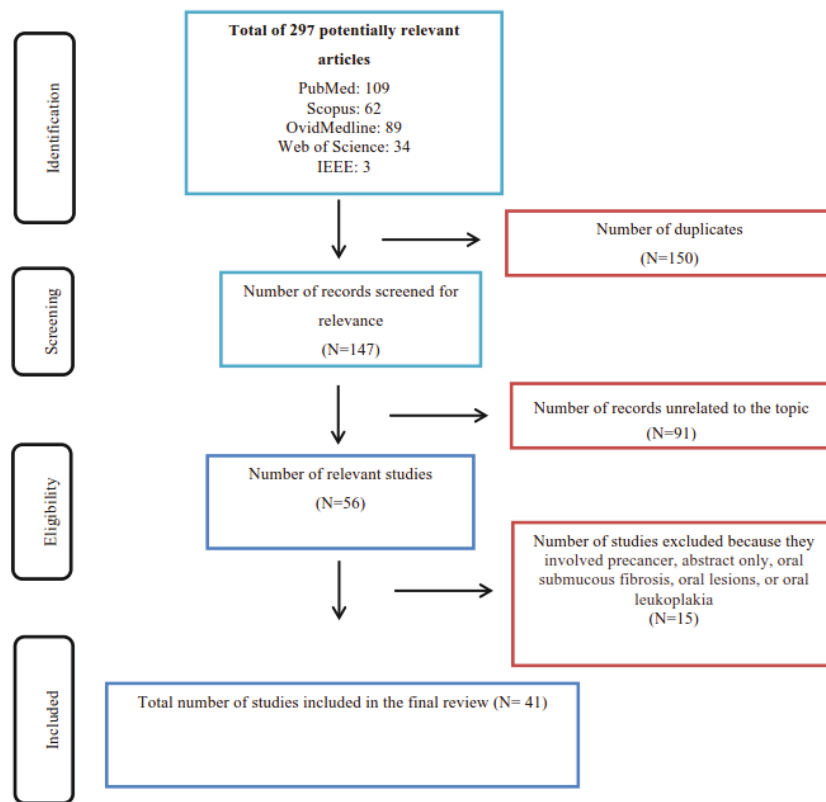 Identification
Total of 297 potentially relevant
articles
PubMed: 109
Scopus: 62
OvidMedline: 89
Web of Science: 34
IEEE: 3
Number of duplicates
(N=150)
Screening
Number of records screened for
relevance
(N=147)
Number of records unrelated to the topic
(N=91)
Eligibility
Number of relevant studies
(N=56)
Number of studies excluded because they
involved precancer, abstract only, oral
submucous fibrosis, oral lesions, or oral
leukoplakia
(N=15)
Included
Total number of studies included in the final review (N= 41)